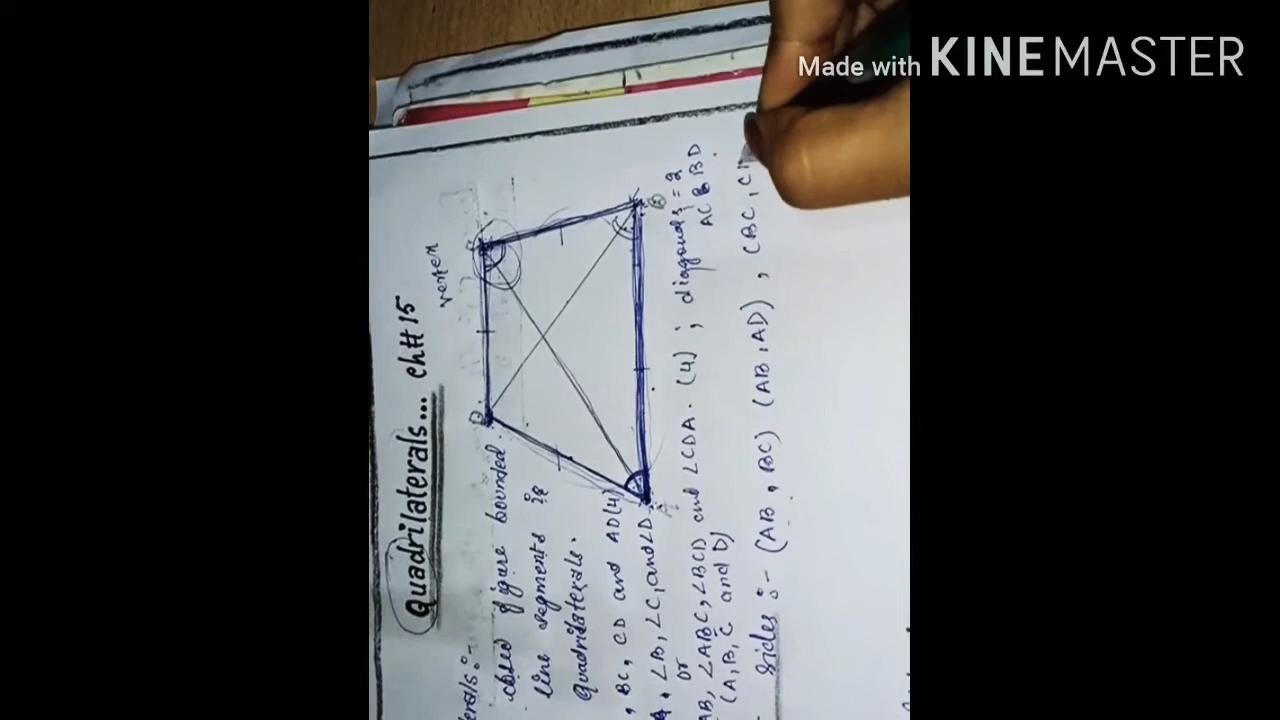 Made with KINEMASTER
Quadrilaterals... Ch#15
closed figure bounded
line segments is
Quadrilaterals.
, BC, CD and AD(4)
, ∠B, ∠C, and ∠D
or
∠ABC, ∠BCD and ∠CDA. (4) ; diagonals = 2
AC & BD
(A, B, C and D)
sides :- (AB, BC) (AB, AD), (BC, C
vertex
D
B
A